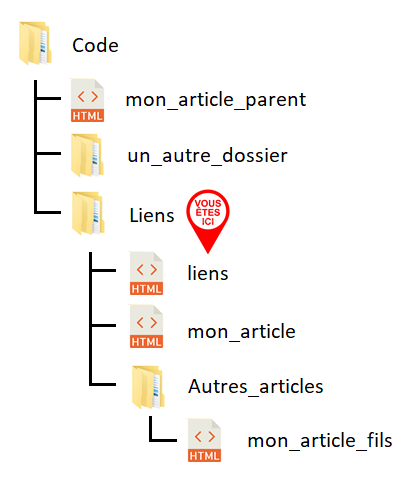 Code
HTML
mon_article_parent
un_autre_dossier
Liens
VOUS
ÊTES
ICI
HTML
liens
HTML
mon_article
Autres_articles
HTML
mon_article_fils